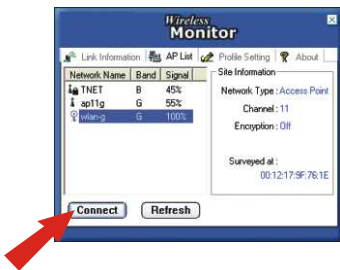 Wireless
Monitor
Link Information AP List Profile Setting About
Network Name Band Signal
TNET B 45%
ap11g G 55%
wlan-g G 100%
Site Information
Network Type : Access Point
Channel : 11
Encryption : Off
Surveyed at :
00:12:17:9F:76:1E
Connect Refresh